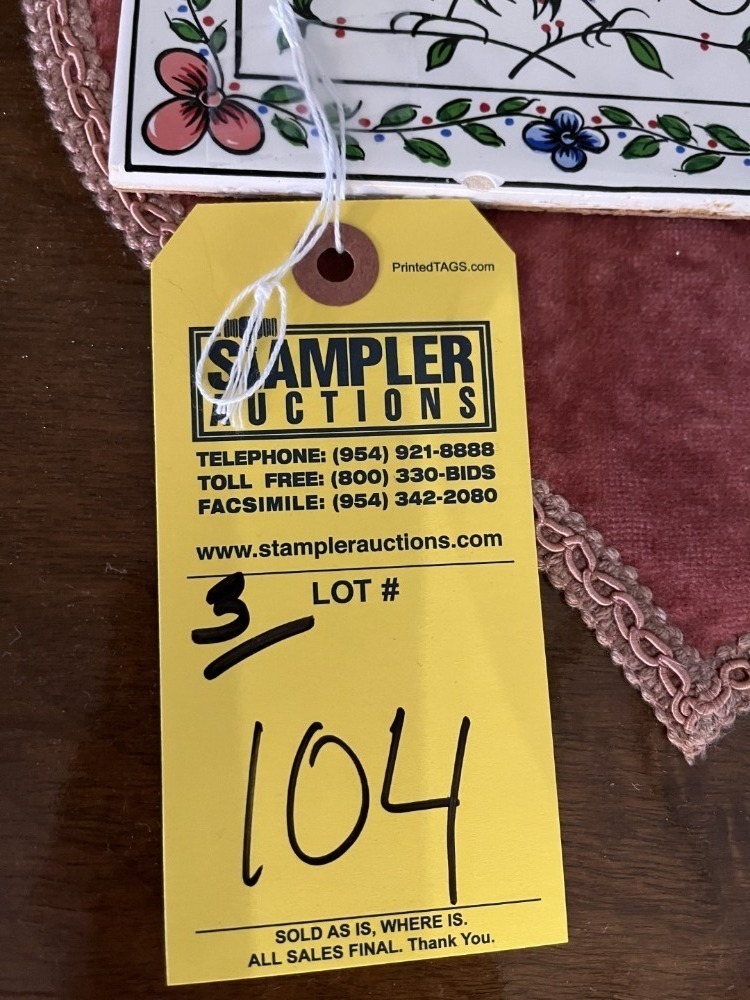 PrintedTAGS.com
STAMPLER
AUCTIONS
TELEPHONE: (954) 921-8888
TOLL FREE: (800) 330-BIDS
FACSIMILE: (954) 342-2080
www.stamplerauctions.com
3 LOT #
104
SOLD AS IS, WHERE IS.
ALL SALES FINAL. Thank You.